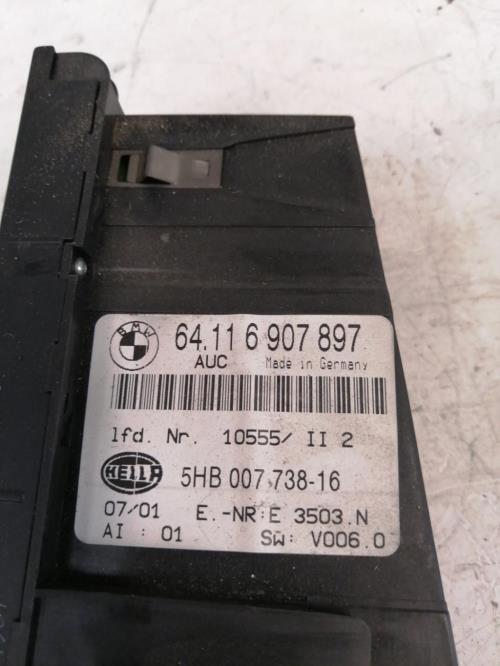 BMW
64.11 6 907 897
AUC Made in Germany
lfd. Nr. 10555/ II 2
HELLA 5HB 007 738-16
07/01 E.-NR:E 3503.N
AI : 01 SW: V006.0